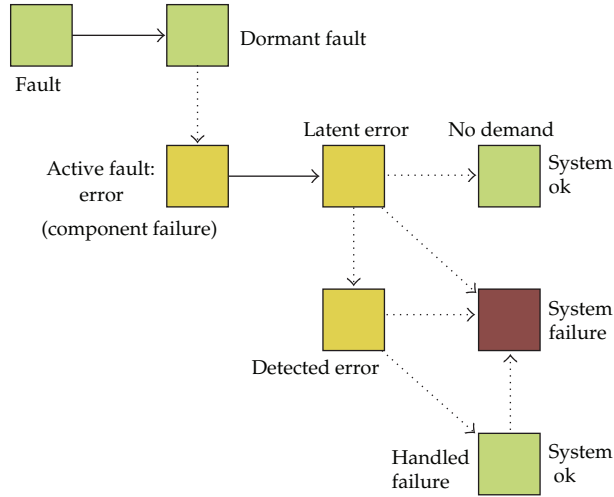 Dormant fault
Fault
Latent error
No demand
Active fault:
error
(component failure)
System
ok
System
failure
Detected error
Handled
failure
System
ok